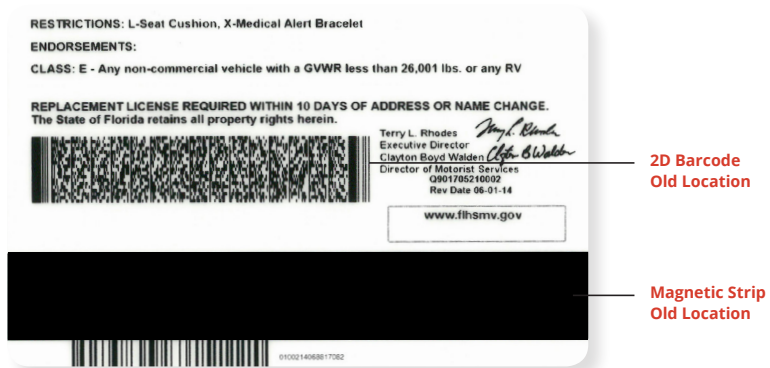 RESTRICTIONS: L-Seat Cushion, X-Medical Alert Bracelet
ENDORSEMENTS:
CLASS: E - Any non-commercial vehicle with a GVWR less than 26,001 lbs. or any RV
REPLACEMENT LICENSE REQUIRED WITHIN 10 DAYS OF ADDRESS OR NAME CHANGE.
The State of Florida retains all property rights herein.
Terry L. Rhodes
Executive Director
Clayton Boyd Walden
Director of Motorist Services
Q901705210002
Rev Date 06-01-14
www.flhsmv.gov
0100214068817082
2D Barcode
Old Location
Magnetic Strip
Old Location